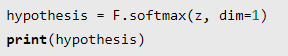 hypothesis = F.softmax(z, dim=1)
print(hypothesis)